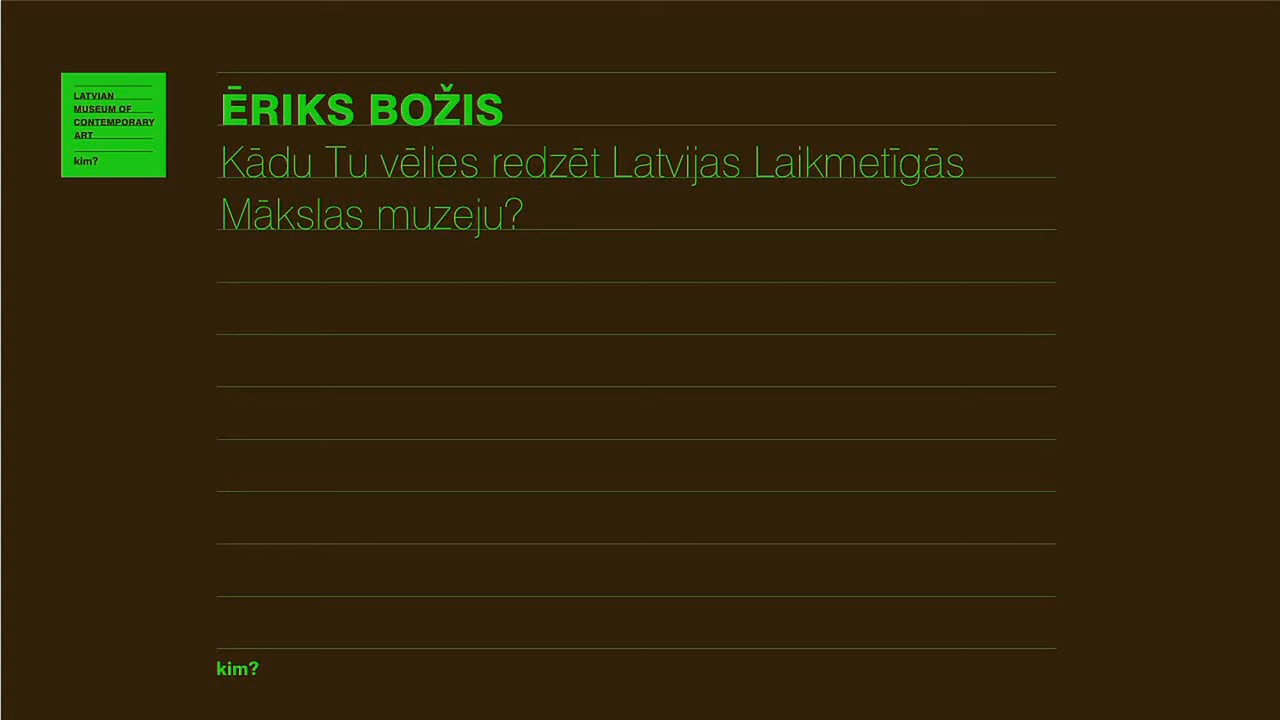 LATVIAN
MUSEUM OF
CONTEMPORARY
ART
kim?
ĒRIKS BOŽIS
Kādu Tu vēlies redzēt Latvijas Laikmetīgās
Mākslas muzeju?
kim?